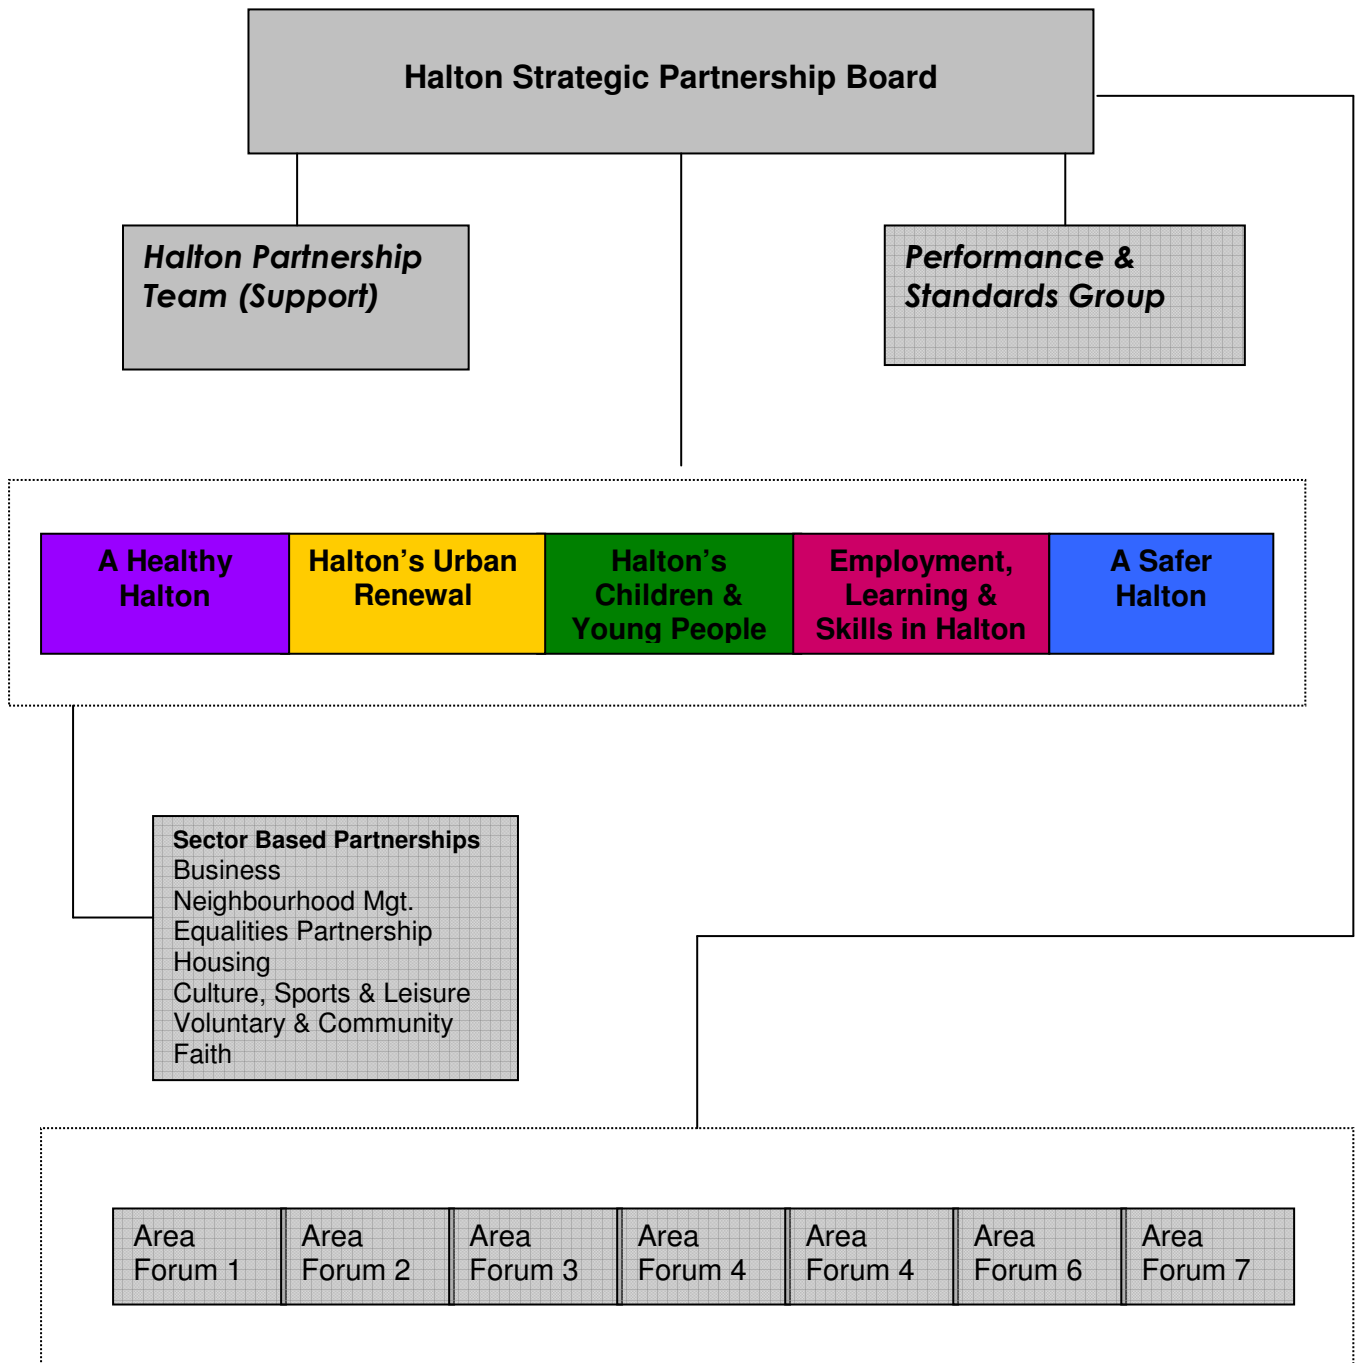 Halton Strategic Partnership Board
Halton Partnership
Team (Support)
Performance &
Standards Group
A Healthy
Halton
Halton’s Urban
Renewal
Halton’s
Children &
Young People
Employment,
Learning &
Skills in Halton
A Safer
Halton
Sector Based Partnerships
Business
Neighbourhood Mgt.
Equalities Partnership
Housing
Culture, Sports & Leisure
Voluntary & Community
Faith
Area
Forum 1
Area
Forum 2
Area
Forum 3
Area
Forum 4
Area
Forum 4
Area
Forum 6
Area
Forum 7